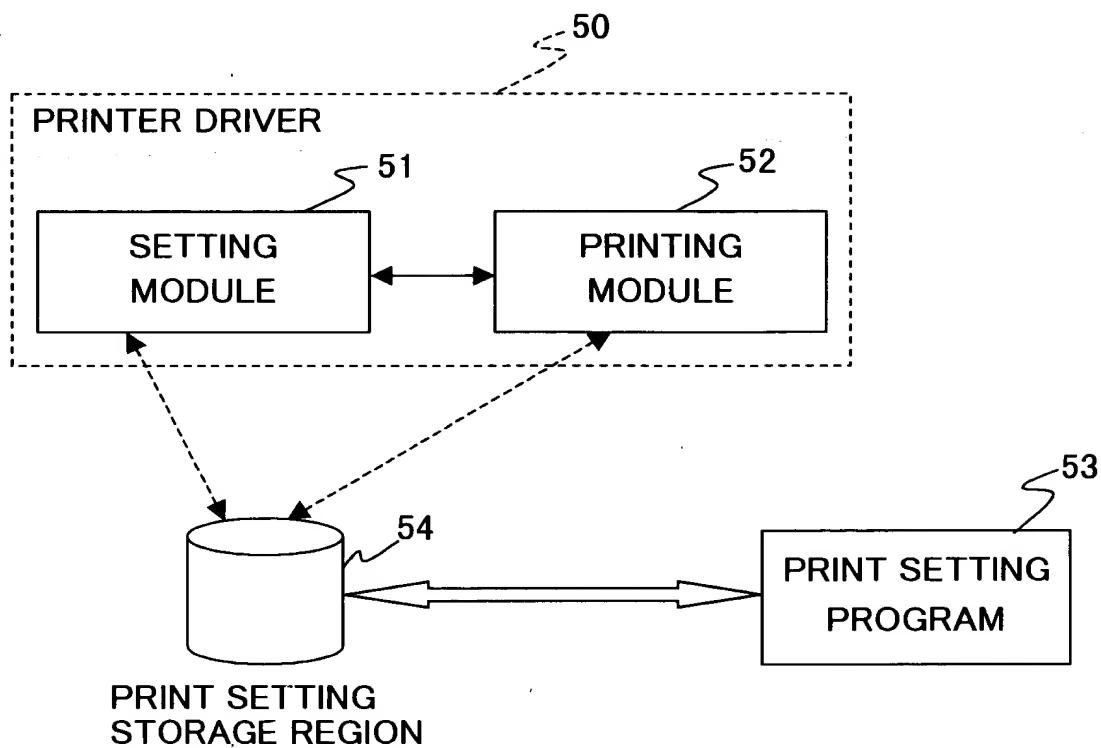 50
PRINTER DRIVER
51
52
SETTING
MODULE
PRINTING
MODULE
53
54
PRINT SETTING
PROGRAM
PRINT SETTING
STORAGE REGION